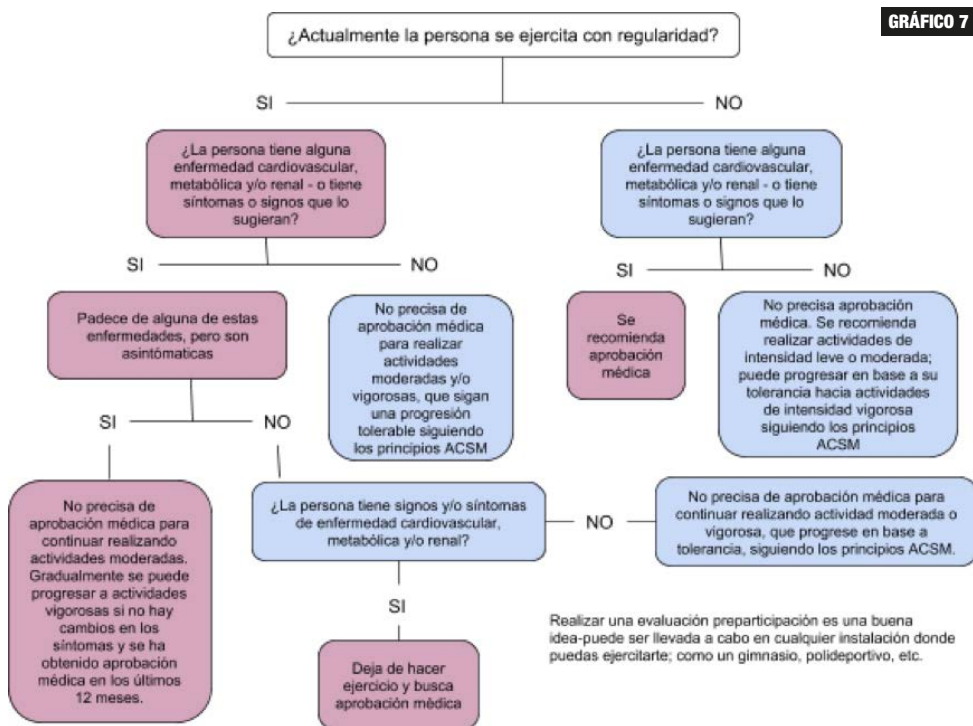 GRÁFICO 7
¿Actualmente la persona se ejercita con regularidad?
SI
NO
¿La persona tiene alguna
enfermedad cardiovascular,
metabólica y/o renal - o tiene
síntomas o signos que lo
sugieran?
¿La persona tiene alguna
enfermedad cardiovascular,
metabólica y/o renal - o tiene
síntomas o signos que lo
sugieran?
SI
NO
SI
NO
Padece de alguna de estas
enfermedades, pero son
asintómaticas
No precisa de
aprobación médica
para realizar
actividades
moderadas y/o
vigorosas, que sigan
una progresión
tolerable siguiendo
los principios ACSM
Se
recomienda
aprobación
médica
No precisa aprobación
médica. Se recomienda
realizar actividades de
intensidad leve o moderada;
puede progresar en base a su
tolerancia hacia actividades
de intensidad vigorosa
siguiendo los principios
ACSM
SI
NO
No precisa de
aprobación médica para
continuar realizando
actividades moderadas.
Gradualmente se puede
progresar a actividades
vigorosas si no hay
cambios en los
síntomas y se ha
obtenido aprobación
médica en los últimos
12 meses.
¿La persona tiene signos y/o síntomas
de enfermedad cardiovascular,
metabólica y/o renal?
NO
No precisa de aprobación médica para
continuar realizando actividad moderada o
vigorosa, que progrese en base a
tolerancia, siguiendo los principios ACSM.
SI
Deja de hacer
ejercicio y busca
aprobación médica
Realizar una evaluación preparticipación es una buena
idea-puede ser llevada a cabo en cualquier instalación donde
puedas ejercitarte; como un gimnasio, polideportivo, etc.